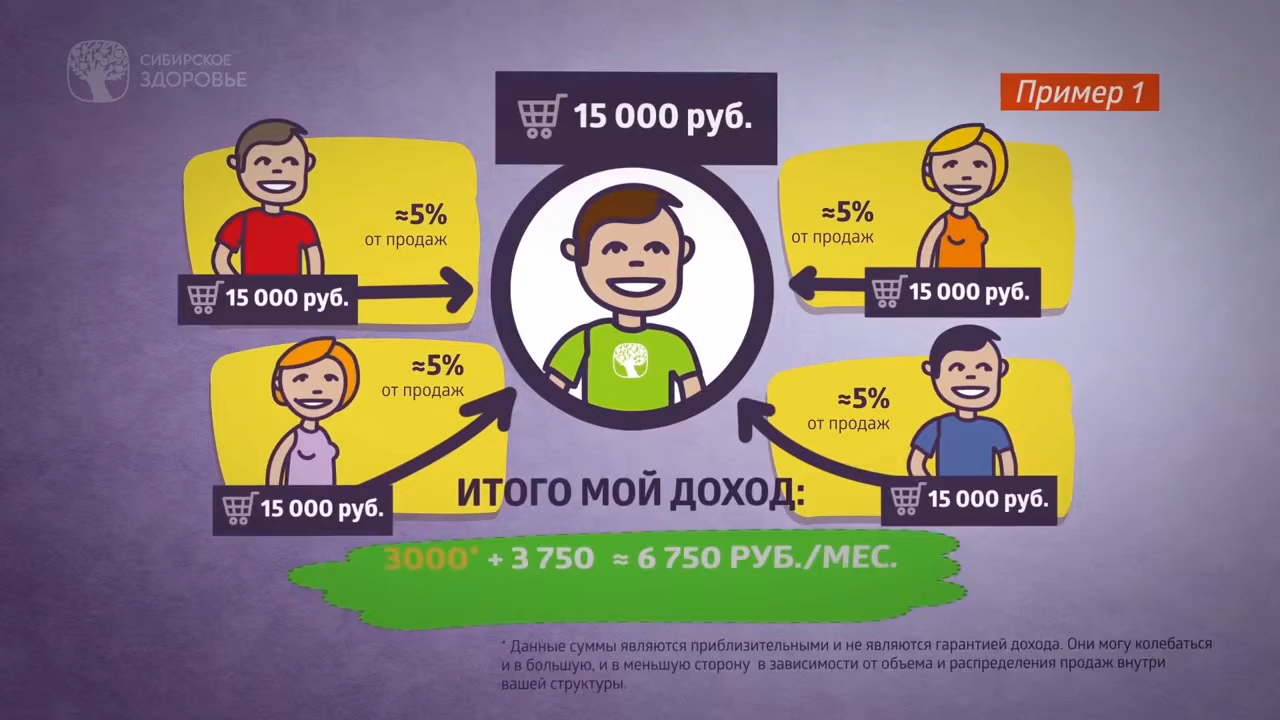 СИБИРСКОЕ
ЗДОРОВЬЕ
Пример 1
15 000 руб.
≈5%
от продаж
15 000 руб.
≈5%
от продаж
15 000 руб.
≈5%
от продаж
15 000 руб.
≈5%
от продаж
15 000 руб.
ИТОГО МОЙ ДОХОД:
3000* + 3 750 ≈ 6 750 РУБ./МЕС.
* Данные суммы являются приблизительными и не являются гарантией дохода. Они могу колебаться
и в большую, и в меньшую сторону в зависимости от объема и распределения продаж внутри
вашей структуры.